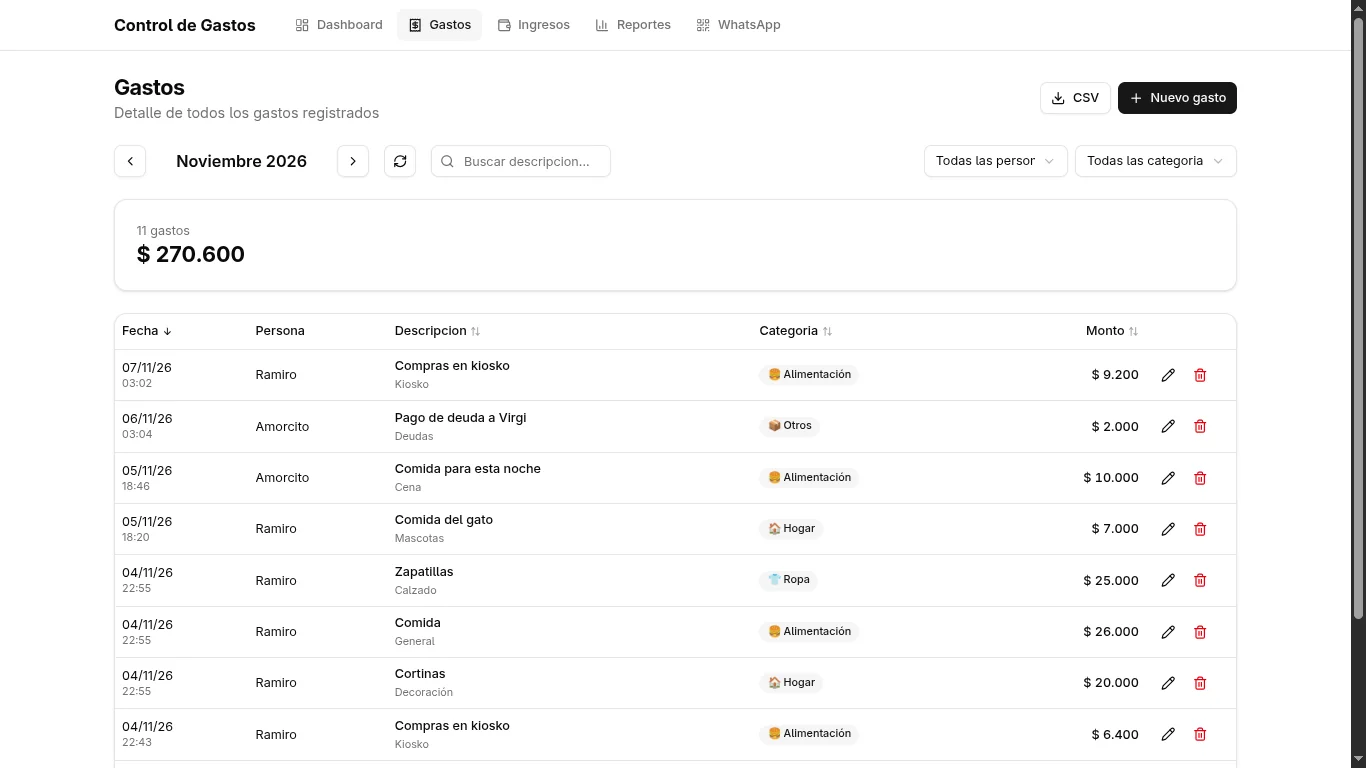 Control de Gastos
Dashboard
Gastos
Ingresos
Reportes
WhatsApp
Gastos
Detalle de todos los gastos registrados
CSV
Nuevo gasto
Noviembre 2026
Buscar descripcion...
Todas las person
Todas las categoria
11 gastos
$ 270.600
Fecha Persona Descripcion Categoria Monto
07/11/26 Ramiro Compras en kiosko Alimentación $ 9.200
03:02 Kiosko
06/11/26 Amorcito Pago de deuda a Virgi Otros $ 2.000
03:04 Deudas
05/11/26 Amorcito Comida para esta noche Alimentación $ 10.000
18:46 Cena
05/11/26 Ramiro Comida del gato Hogar $ 7.000
18:20 Mascotas
04/11/26 Ramiro Zapatillas Ropa $ 25.000
22:55 Calzado
04/11/26 Ramiro Comida Alimentación $ 26.000
22:55 General
04/11/26 Ramiro Cortinas Hogar $ 20.000
22:55 Decoración
04/11/26 Ramiro Compras en kiosko Alimentación $ 6.400
22:43 Kiosko